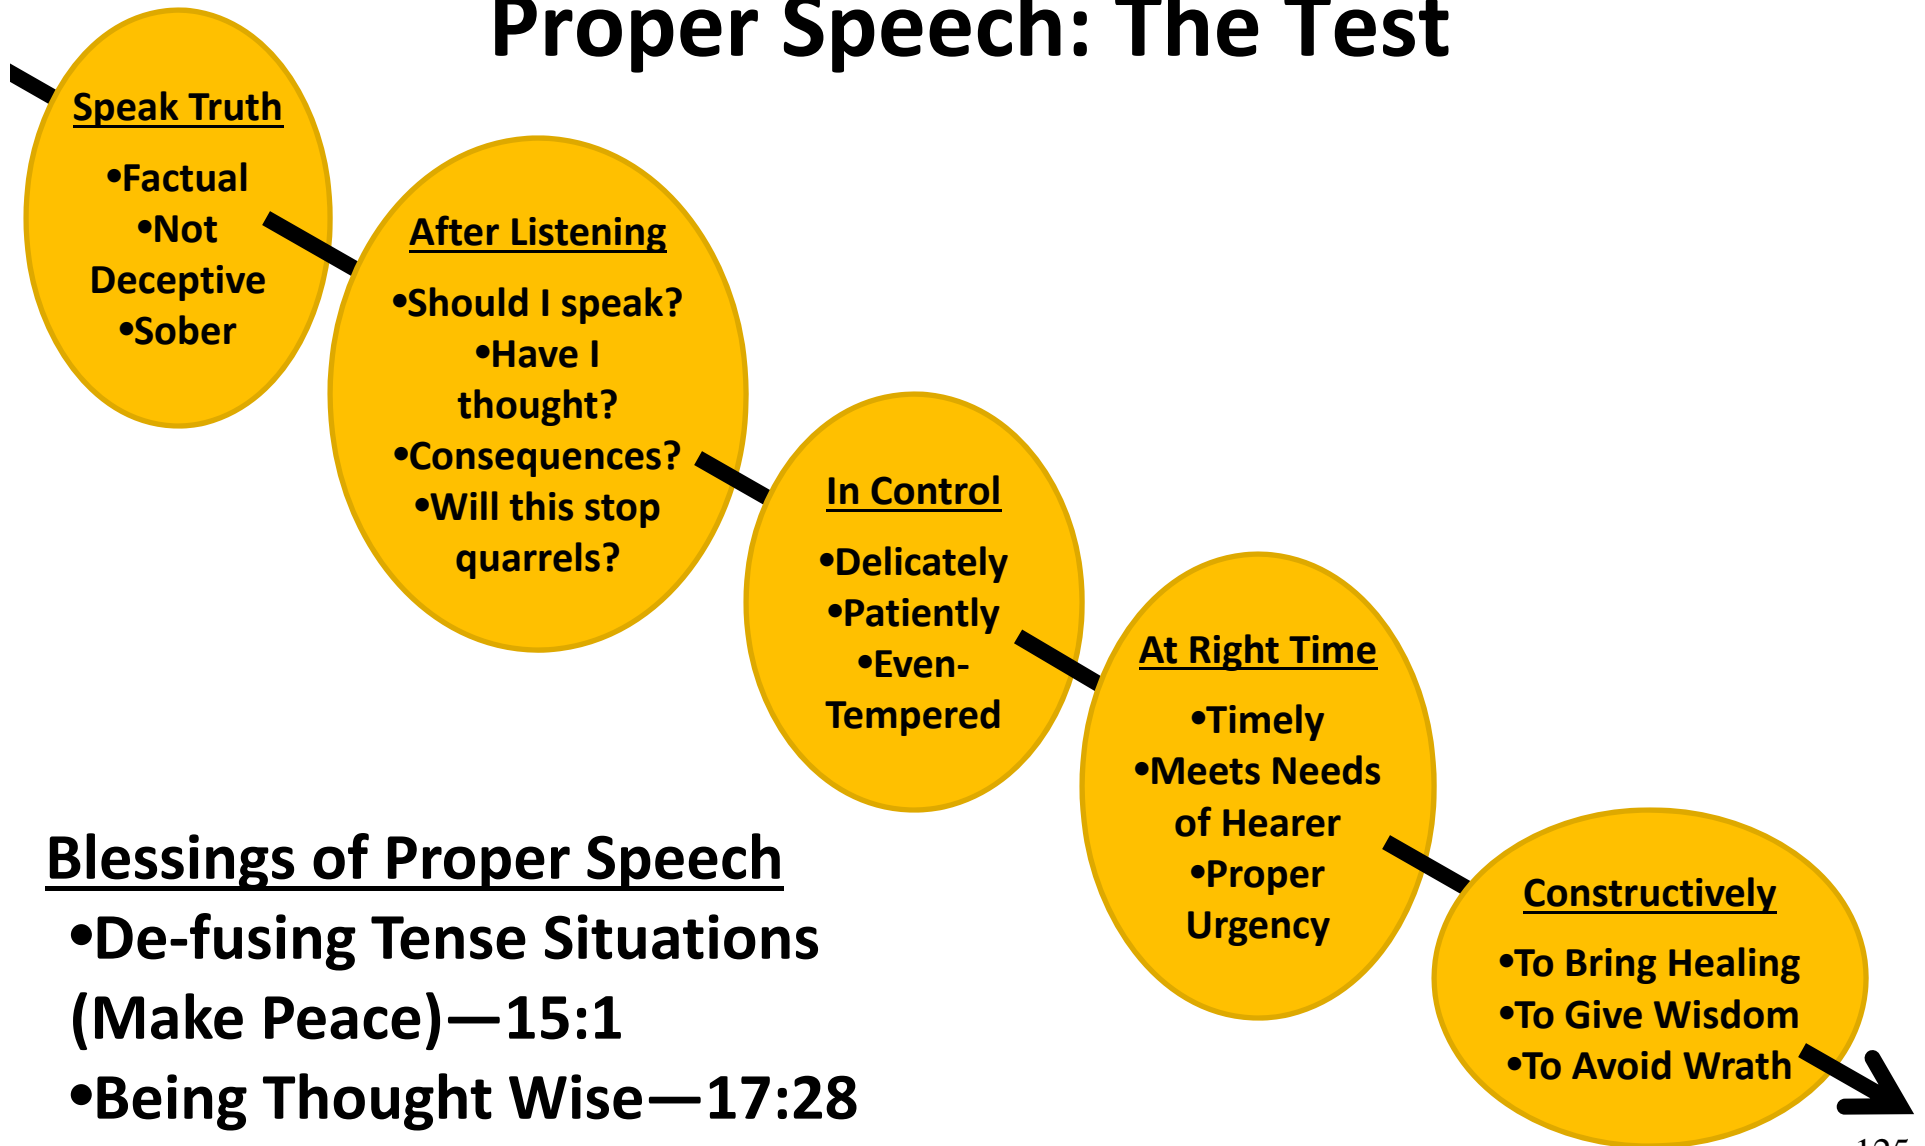 Proper Speech: The Test
Speak Truth
•Factual
•Not
Deceptive
•Sober
After Listening
•Should I speak?
•Have I
thought?
•Consequences?
•Will this stop
quarrels?
In Control
•Delicately
•Patiently
•Even-
Tempered
At Right Time
•Timely
•Meets Needs
of Hearer
•Proper
Urgency
Constructively
•To Bring Healing
•To Give Wisdom
•To Avoid Wrath
Blessings of Proper Speech
•De-fusing Tense Situations
(Make Peace)—15:1
•Being Thought Wise—17:28